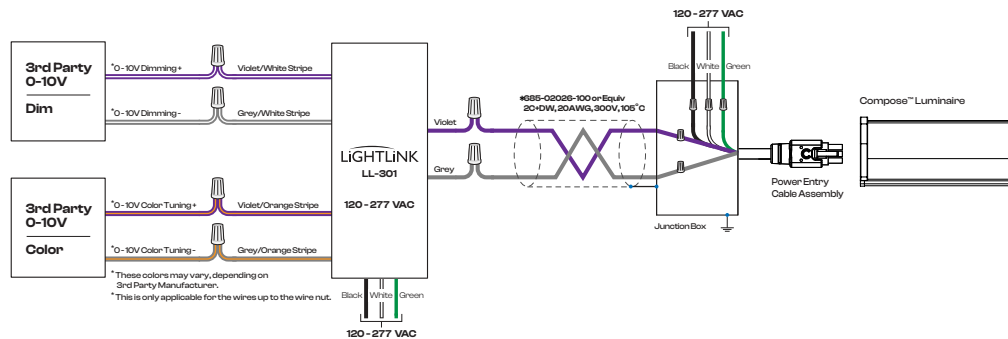 120-277 VAC
3rd Party
0-10V
Dim
*0-10V Dimming+
Violet/White Stripe
*0-10V Dimming-
Grey/White Stripe
3rd Party
0-10V
Color
*0-10V Color Tuning+
Violet/Orange Stripe
*0-10V Color Tuning-
Grey/Orange Stripe
* These colors may vary, depending on
3rd Party Manufacturer.
* This is only applicable for the wires up to the wire nut.
LiGHTLiNK
LL-301
120-277 VAC
Black
White
Green
120-277 VAC
Violet
Grey
*685-02026-100 or Equiv
2C+DW, 20AWG, 300V, 105°C
Black
White
Green
Junction Box
Power Entry
Cable Assembly
Compose™ Luminaire